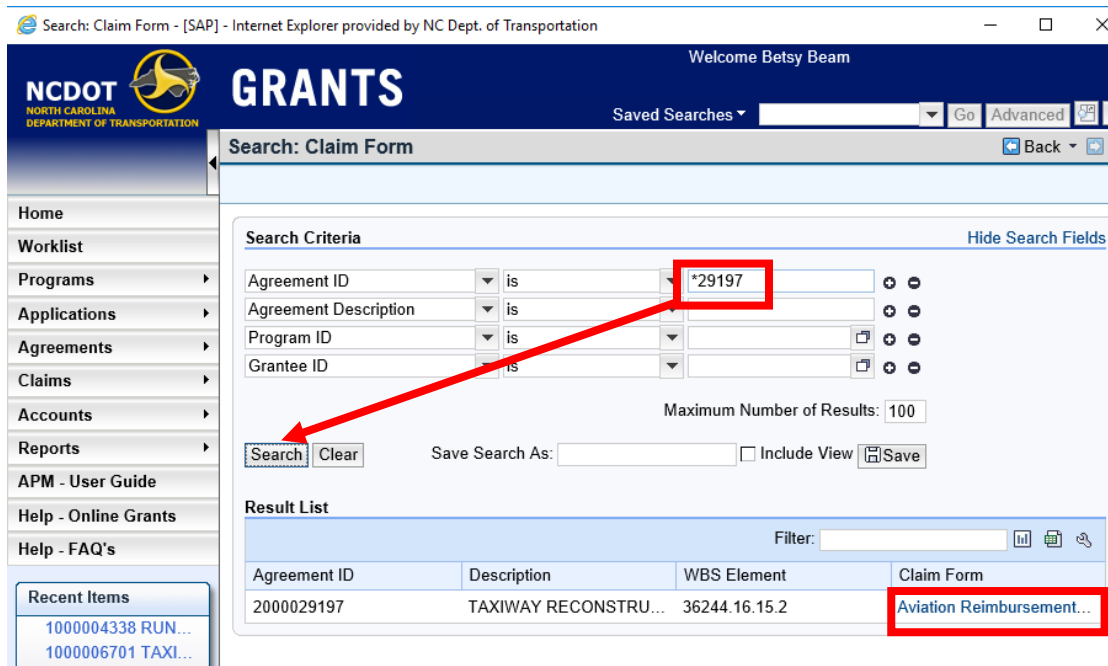 Search: Claim Form - [SAP] - Internet Explorer provided by NC Dept. of Transportation
Welcome Betsy Beam
NCDOT
NORTH CAROLINA
DEPARTMENT OF TRANSPORTATION
GRANTS
Saved Searches Go Advanced
Search: Claim Form Back
Home
Worklist
Programs
Applications
Agreements
Claims
Accounts
Reports
APM - User Guide
Help - Online Grants
Help - FAQ's
Recent Items
1000004338 RUN...
1000006701 TAXI...
Search Criteria Hide Search Fields
Agreement ID is *29197
Agreement Description is
Program ID is
Grantee ID is
Maximum Number of Results: 100
Search Clear Save Search As: Include View Save
Result List
Filter:
Agreement ID Description WBS Element Claim Form
2000029197 TAXIWAY RECONSTRU... 36244.16.15.2 Aviation Reimbursement...